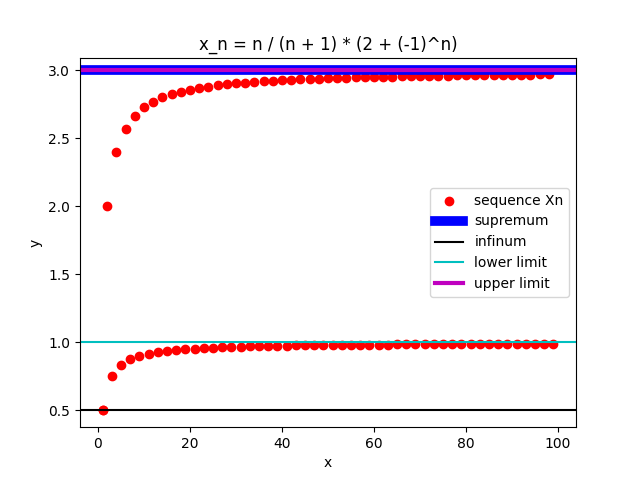 x_n = n / (n + 1) * (2 + (-1)^n)
3.0
2.5
2.0
1.5
1.0
0.5
y
sequence Xn
supremum
infinum
lower limit
upper limit
0 20 40 60 80 100
x